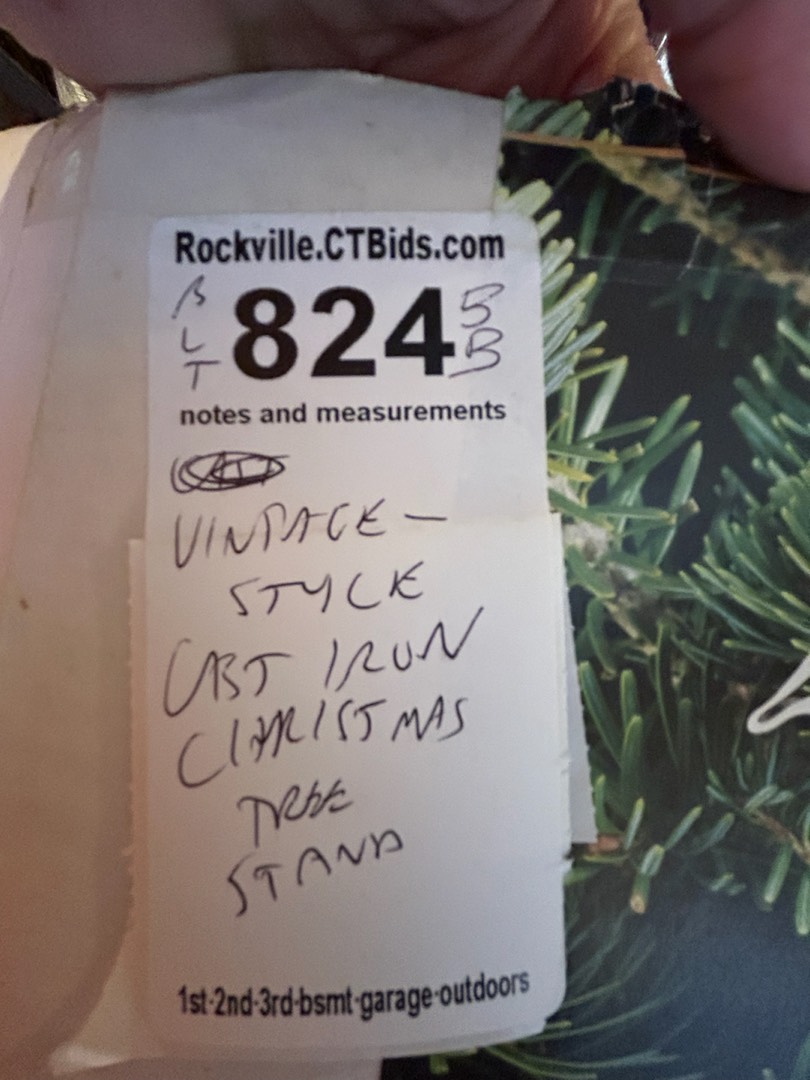 Rockville.CTBids.com
B
L
T
824
5
B
notes and measurements
VINTAGE-
STYLE
CAST IRON
CHRISTMAS
TREE
STAND
1st-2nd-3rd-bsmt-garage-outdoors